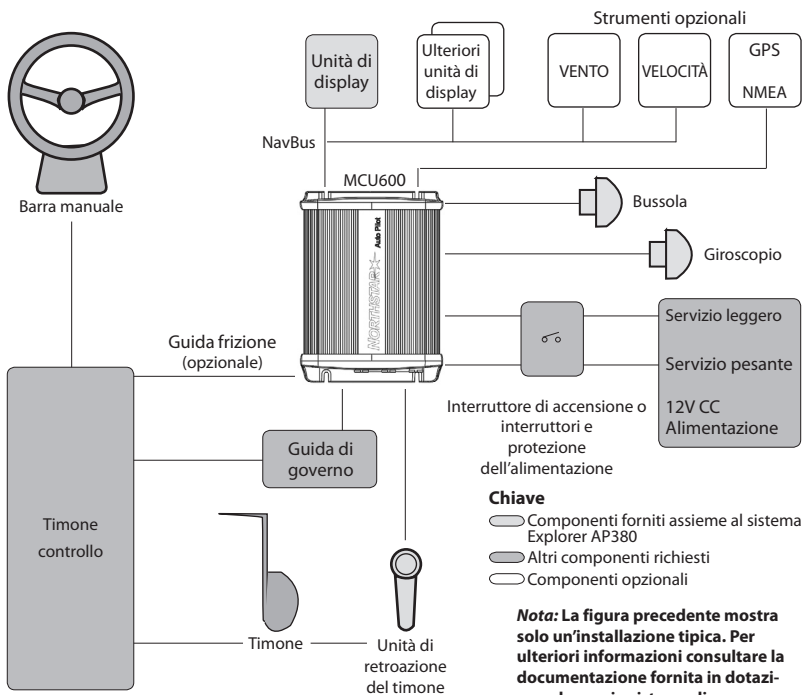 Strumenti opzionali
Unità di
display
Ulteriori
unità di
display
VENTO
VELOCITÀ
GPS
NMEA
NavBus
MCU600
Barra manuale
Auto Pilot
NORTHSTAR
Bussola
Giroscopio
Guida frizione
(opzionale)
Servizio leggero
Servizio pesante
12V CC
Alimentazione
Interruttore di accensione o
interruttori e
protezione
dell'alimentazione
Guida di
governo
Timone
controllo
Chiave
Componenti forniti assieme al sistema
Explorer AP380
Altri componenti richiesti
Componenti opzionali
Timone
Unità di
retroazione
del timone
Nota: La figura precedente mostra
solo un'installazione tipica. Per
ulteriori informazioni consultare la
documentazione fornita in dotazi-